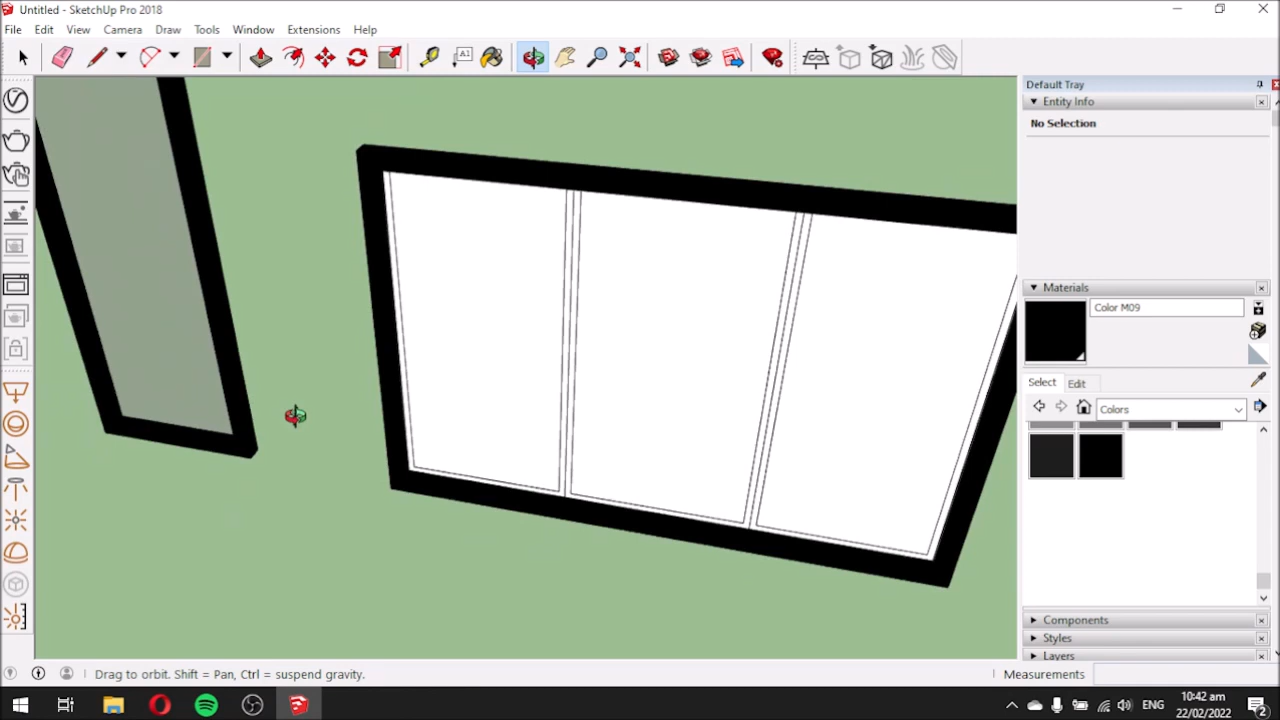 Untitled - SketchUp Pro 2018
File Edit View Camera Draw Tools Window Extensions Help
A1
Default Tray
Entity Info
No Selection
Materials
Color M09
Select Edit
Colors
Components
Styles
Layers
Drag to orbit. Shift = Pan, Ctrl = suspend gravity.
Measurements
ENG
10:42 am
22/02/2022
2